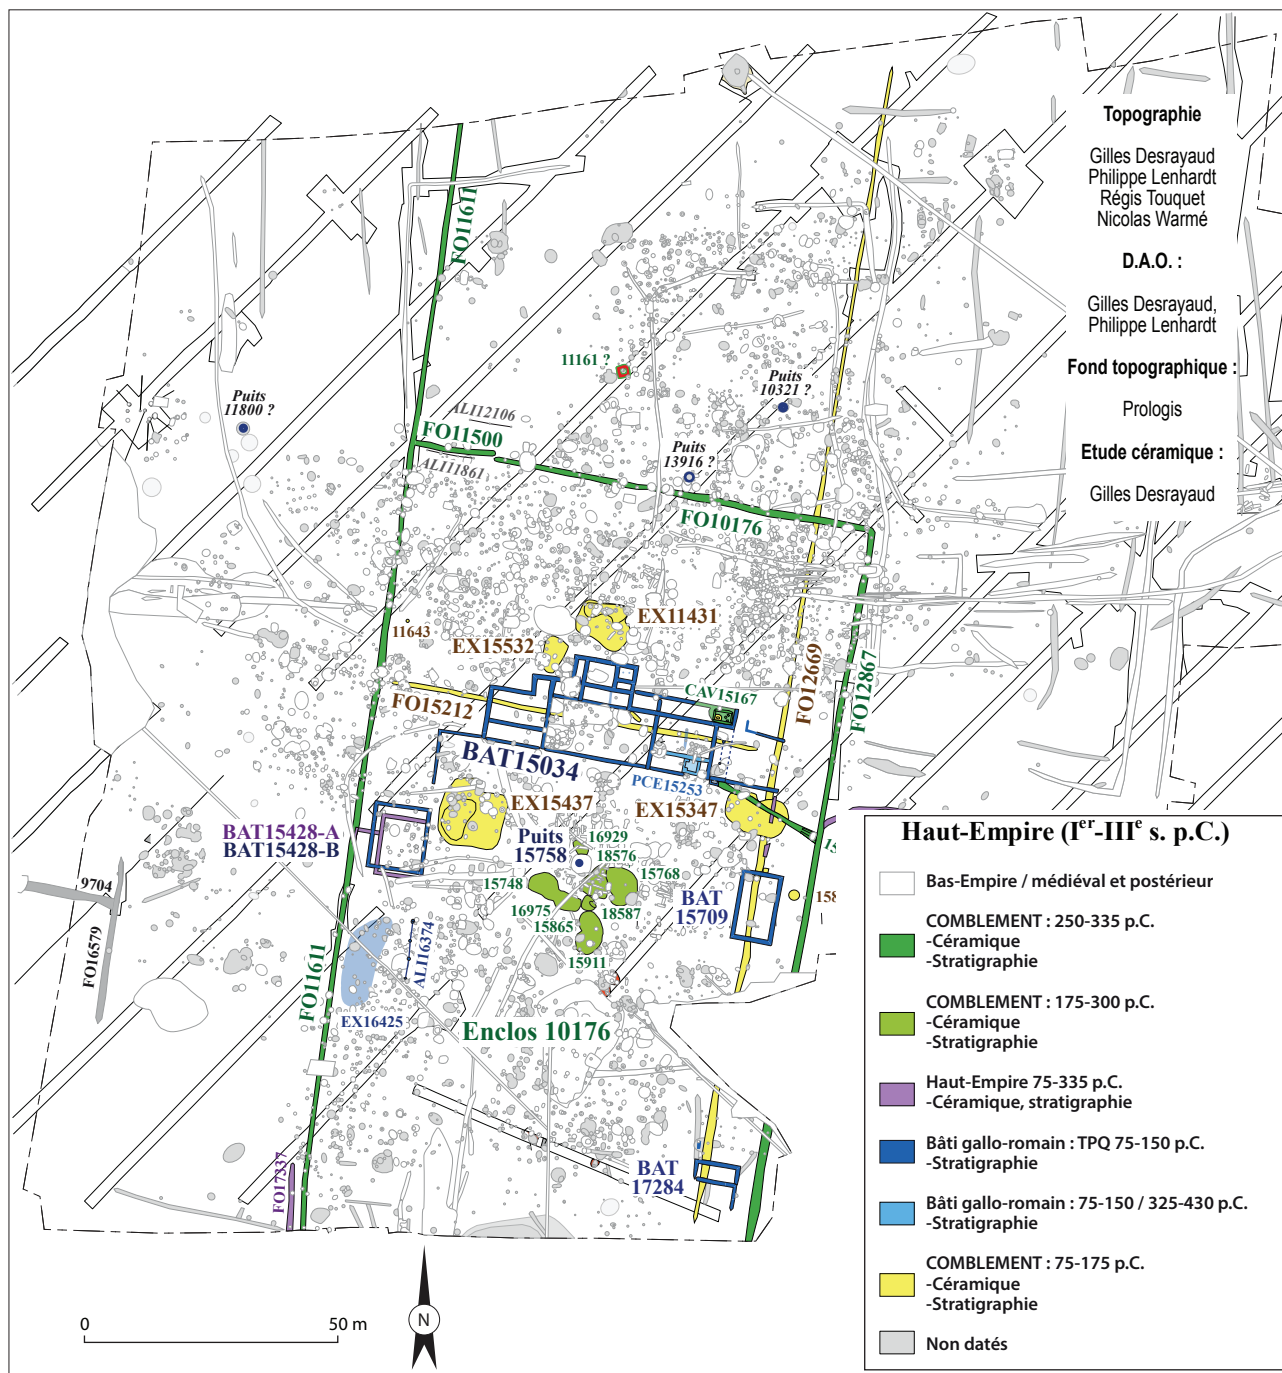 Topographie
Gilles Desrayaud
Philippe Lenhardt
Régis Touquet
Nicolas Warmé
D.A.O. :
Gilles Desrayaud,
Philippe Lenhardt
Fond topographique :
Prologis
Etude céramique :
Gilles Desrayaud
FO11611
11161 ?
Puits
10321 ?
Puits
11800 ?
ALI12106
FO11500
ALI11861
Puits
13916 ?
FO10176
11643
EX15532
EX11431
FO15212
CAV15167
FO12669
FO12867
BAT15034
PCE15253
EX15437
EX15347
BAT15428-A
BAT15428-B
Puits
15758
16929
18576
15748
15768
16975
15865
18587
15911
BAT
15709
9704
FO16579
ALI16374
FO11611
EX16425
Enclos 10176
FO17337
BAT
17284
0
50 m
N
Haut-Empire (Ier-IIIe s. p.C.)
Bas-Empire / médiéval et postérieur
COMBLEMENT : 250-335 p.C.
-Céramique
-Stratigraphie
COMBLEMENT : 175-300 p.C.
-Céramique
-Stratigraphie
Haut-Empire 75-335 p.C.
-Céramique, stratigraphie
Bâti gallo-romain : TPQ 75-150 p.C.
-Stratigraphie
Bâti gallo-romain : 75-150 / 325-430 p.C.
-Stratigraphie
COMBLEMENT : 75-175 p.C.
-Céramique
-Stratigraphie
Non datés